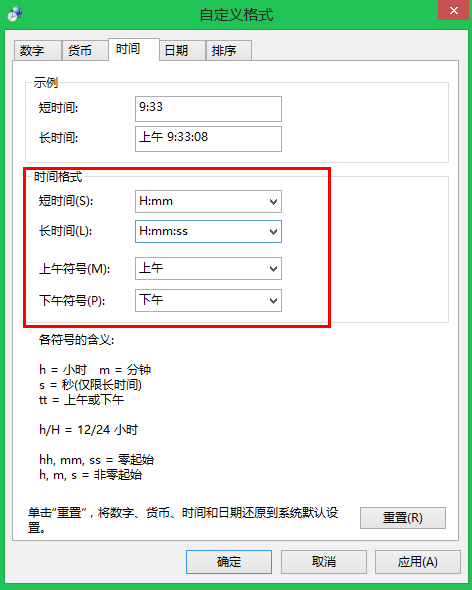 自定义格式
数字 货币 时间 日期 排序
示例
短时间: 9:33
长时间: 上午 9:33:08
时间格式
短时间(S): H:mm
长时间(L): H:mm:ss
上午符号(M): 上午
下午符号(P): 下午
各符号的含义:
h = 小时 m = 分钟
s = 秒(仅限长时间)
tt = 上午或下午
h/H = 12/24 小时
hh, mm, ss = 零起始
h, m, s = 非零起始
单击“重置”，将数字、货币、时间和日期还原到系统默认设
置。
重置(R)
确定 取消 应用(A)